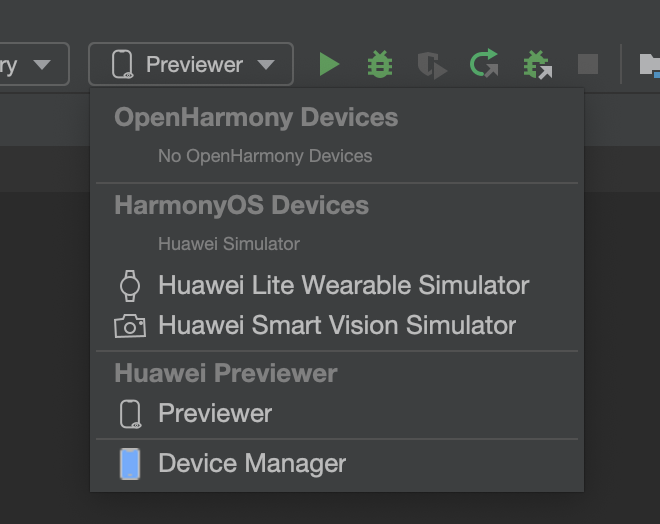 ry
Previewer
OpenHarmony Devices
No OpenHarmony Devices
HarmonyOS Devices
Huawei Simulator
Huawei Lite Wearable Simulator
Huawei Smart Vision Simulator
Huawei Previewer
Previewer
Device Manager